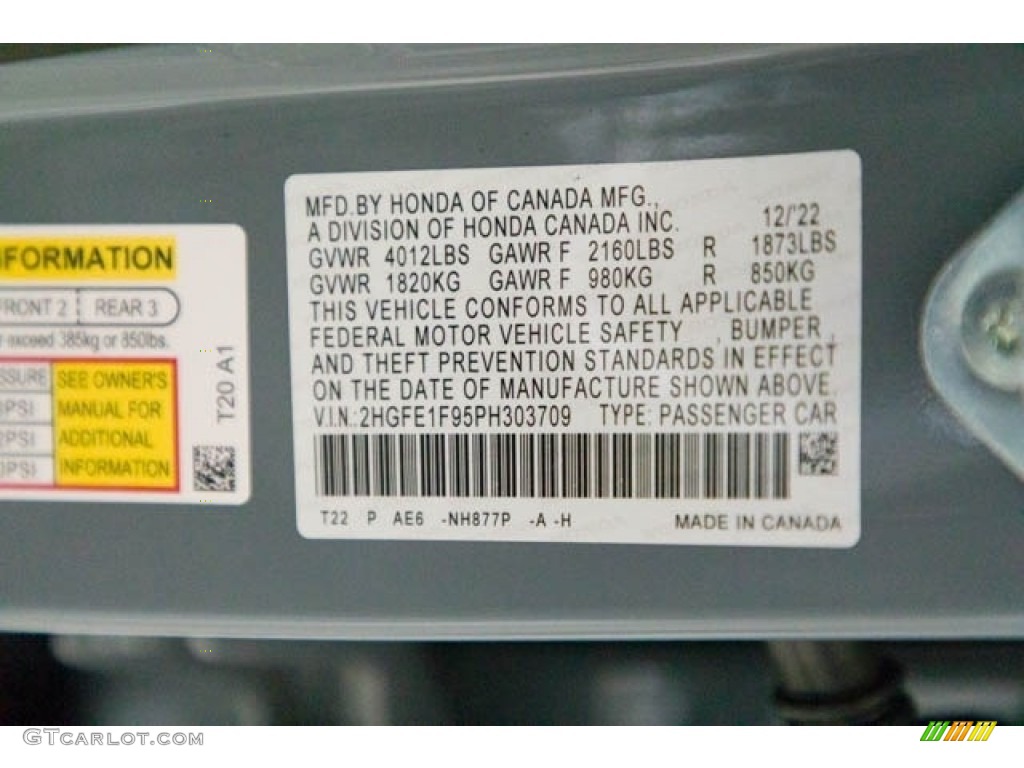 MFD.BY HONDA OF CANADA MFG.,
A DIVISION OF HONDA CANADA INC. 12/'22
GVWR 4012LBS GAWR F 2160LBS R 1873LBS
GVWR 1820KG GAWR F 980KG R 850KG
THIS VEHICLE CONFORMS TO ALL APPLICABLE
FEDERAL MOTOR VEHICLE SAFETY , BUMPER ,
AND THEFT PREVENTION STANDARDS IN EFFECT
ON THE DATE OF MANUFACTURE SHOWN ABOVE.
V.I.N.:2HGFE1F95PH303709 TYPE: PASSENGER CAR
T22 P AE6 -NH877P -A -H MADE IN CANADA
FORMATION
FRONT 2 REAR 3
exceed 385kg or 850lbs.
SSURE SEE OWNER'S
PSI MANUAL FOR
PSI ADDITIONAL
PSI INFORMATION
T20 A1
GTcarlot.com